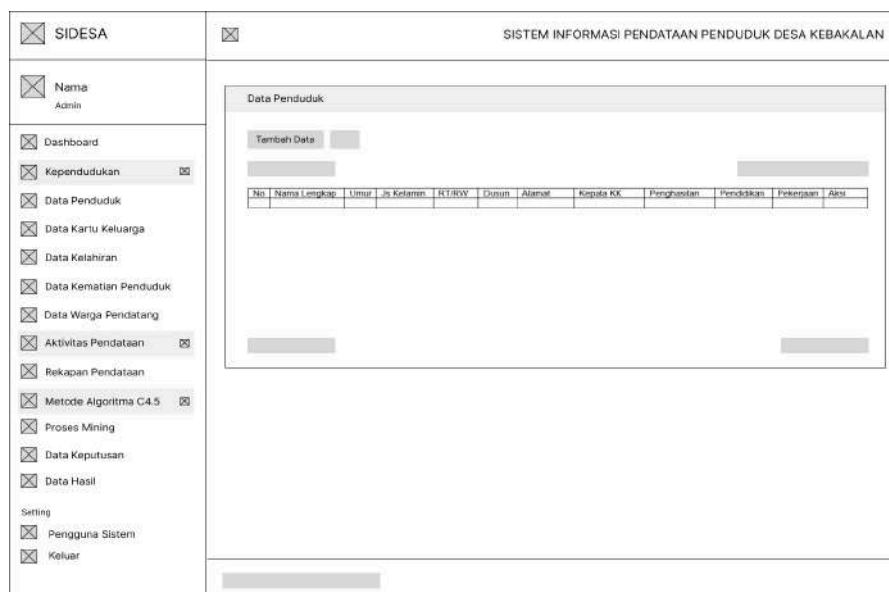 SIDESA
SISTEM INFORMASI PENDATAAN PENDUDUK DESA KEBAKALAN
Nama
Admin
Dashboard
Kependudukan
Data Penduduk
Data Kartu Keluarga
Data Kelahiran
Data Kematian Penduduk
Data Warga Pendatang
Aktivitas Pendataan
Rekapan Pendataan
Metode Algoritma C4.5
Proses Mining
Data Keputusan
Data Hasil
Setting
Pengguna Sistem
Keluar
Data Penduduk
Tambah Data
No Nama Lengkap Umur Js Kelamin RT/RW Dusun Alamat Kepala KK Penghasilan Pendidikan Pekerjaan Aksi